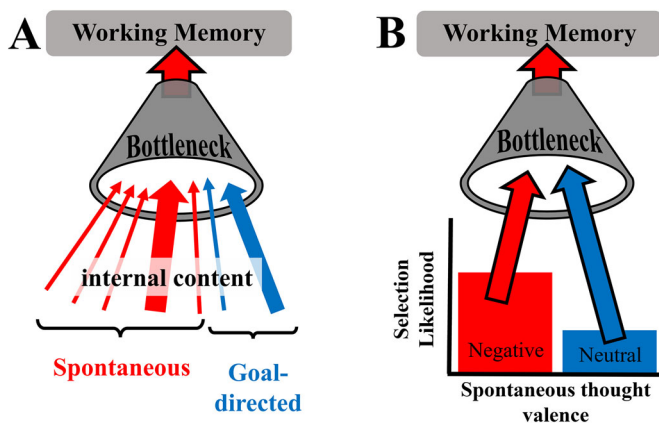 A
Working Memory
Bottleneck
internal content
Spontaneous
Goal-
directed
B
Working Memory
Bottleneck
Selection
Likelihood
Negative
Neutral
Spontaneous thought
valence